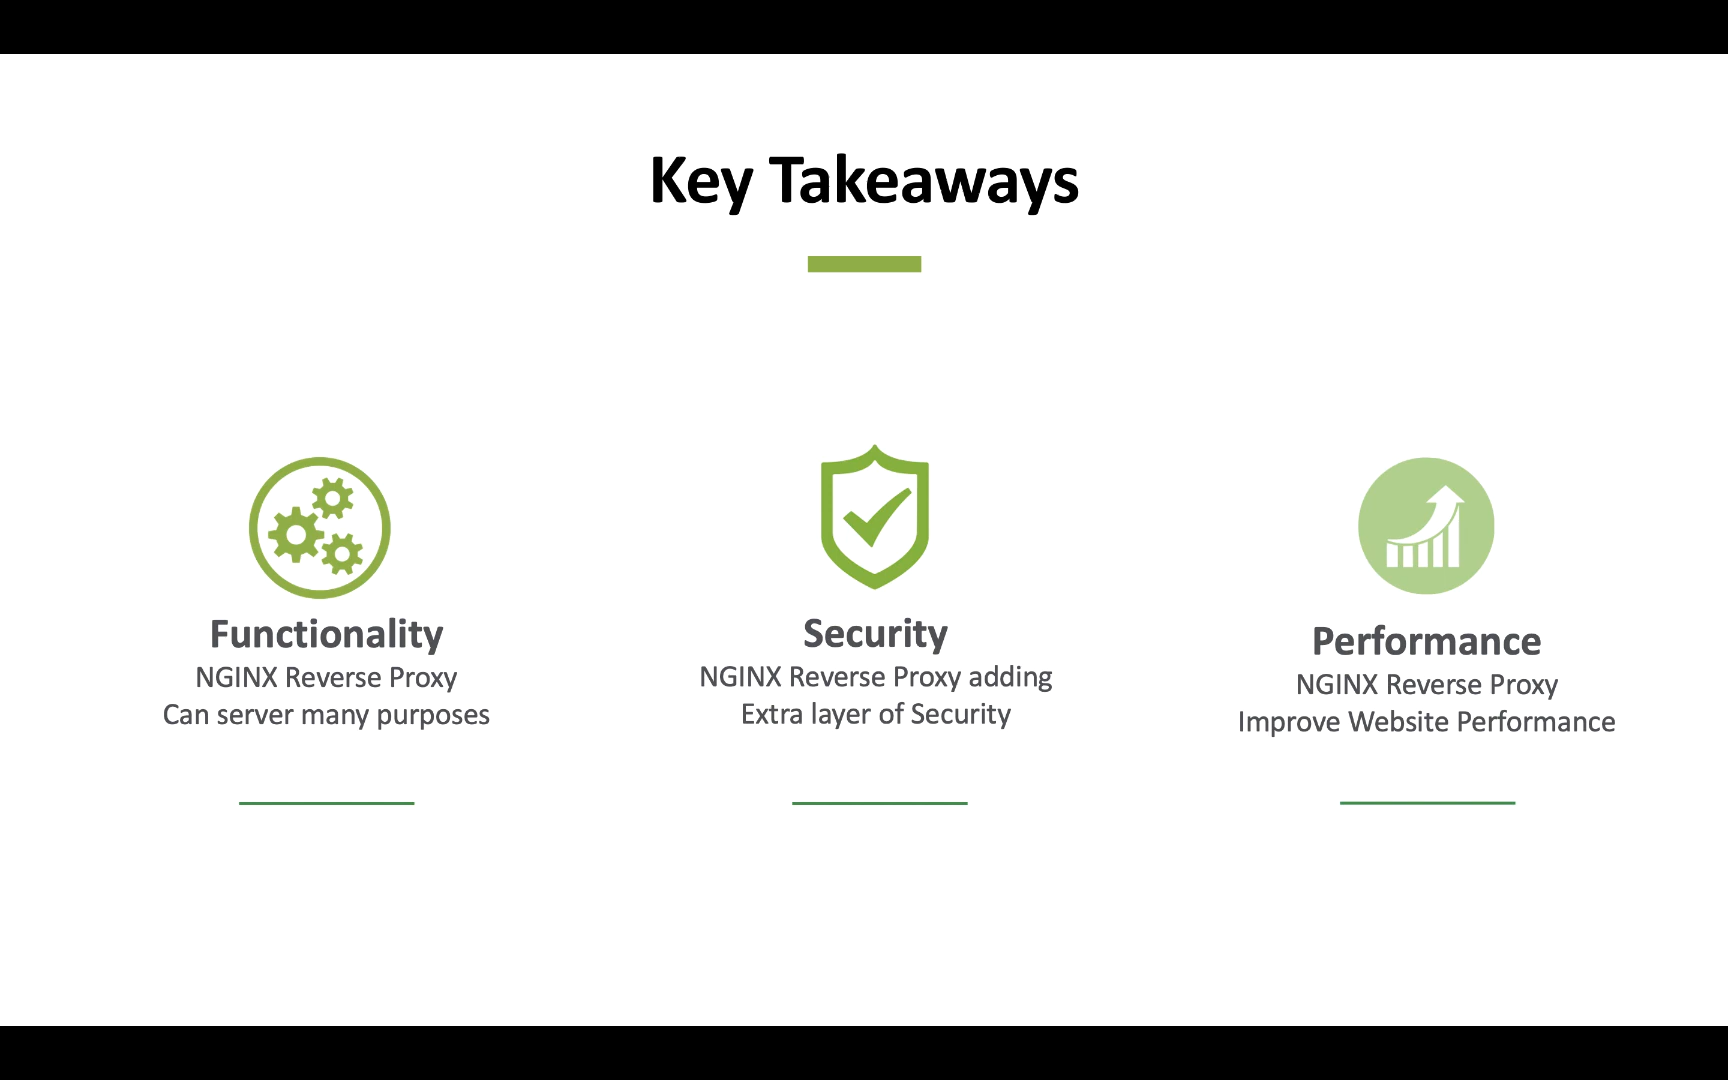 Key Takeaways
Functionality
NGINX Reverse Proxy
Can server many purposes
Security
NGINX Reverse Proxy adding
Extra layer of Security
Performance
NGINX Reverse Proxy
Improve Website Performance